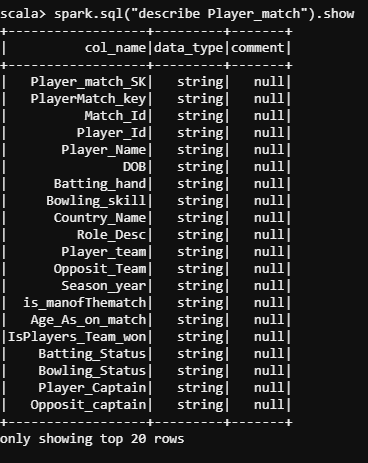 scala> spark.sql("describe Player_match").show
+-----------------+---------+-------+
|         col_name|data_type|comment|
+-----------------+---------+-------+
|  Player_match_SK|   string|   null|
|  PlayerMatch_key|   string|   null|
|         Match_Id|   string|   null|
|        Player_Id|   string|   null|
|      Player_Name|   string|   null|
|              DOB|   string|   null|
|     Batting_hand|   string|   null|
|    Bowling_skill|   string|   null|
|     Country_Name|   string|   null|
|        Role_Desc|   string|   null|
|      Player_team|   string|   null|
|     Opposit_Team|   string|   null|
|      Season_year|   string|   null|
|  is_manofThematch|   string|   null|
|  Age_As_on_match|   string|   null|
|IsPlayers_Team_won|   string|   null|
|   Batting_Status|   string|   null|
|   Bowling_Status|   string|   null|
|   Player_Captain|   string|   null|
|  Opposit_captain|   string|   null|
+-----------------+---------+-------+
only showing top 20 rows